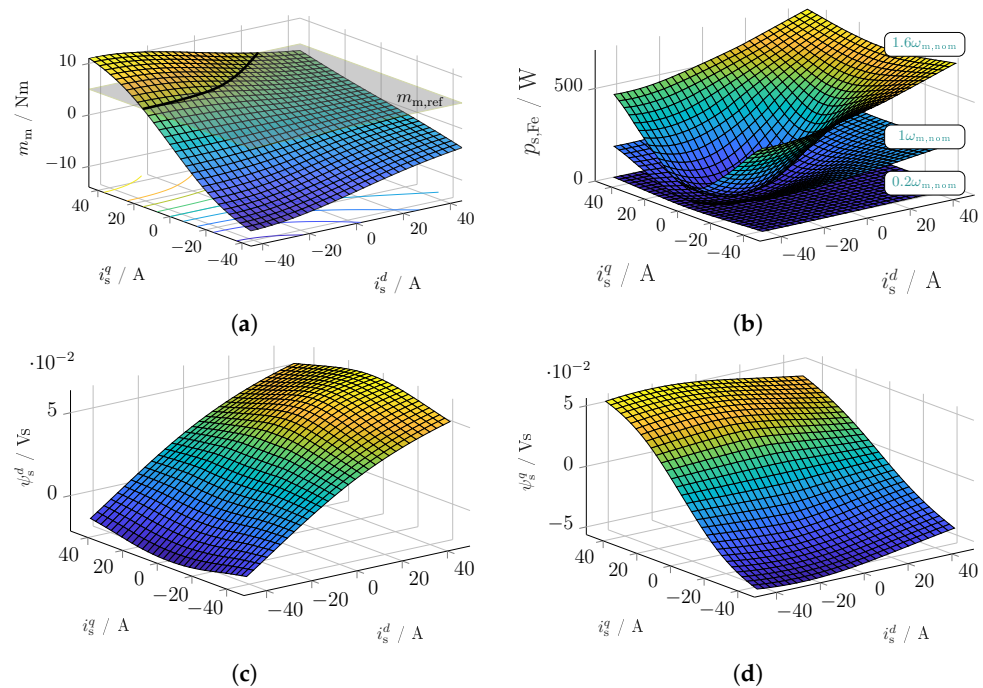 10
0
−10
m_m / Nm
m_m,ref
40
20
0
−20
−40
i_s^q / A
−40
−20
0
20
40
i_s^d / A
(a)
500
0
p_s,Fe / W
1.6ω_m,nom
1ω_m,nom
0.2ω_m,nom
40
20
0
−20
−40
i_s^q / A
−40
−20
0
20
40
i_s^d / A
(b)
·10^−2
5
0
ψ_s^d / Vs
40
20
0
−20
−40
i_s^q / A
−40
−20
0
20
40
i_s^d / A
(c)
·10^−2
5
0
−5
ψ_s^q / Vs
40
20
0
−20
−40
i_s^q / A
−40
−20
0
20
40
i_s^d / A
(d)